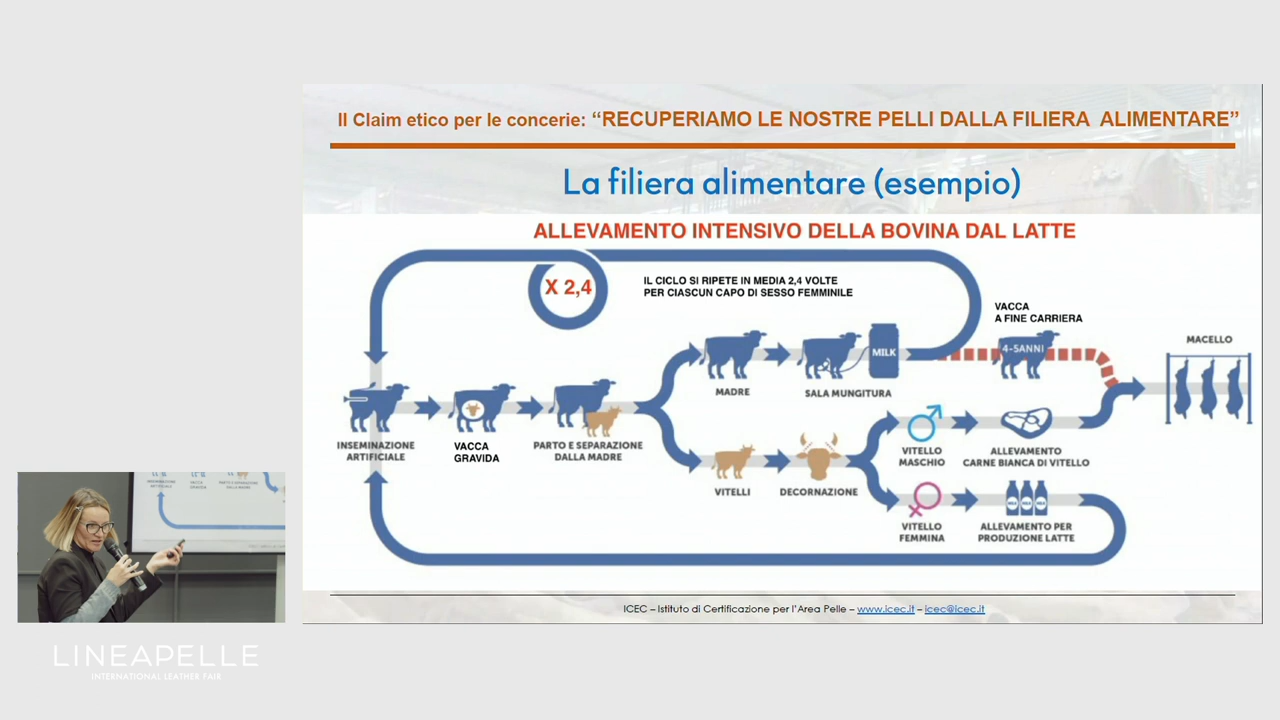 Il Claim etico per le concerie: “RECUPERIAMO LE NOSTRE PELLI DALLA FILIERA ALIMENTARE”
La filiera alimentare (esempio)
ALLEVAMENTO INTENSIVO DELLA BOVINA DAL LATTE
X 2,4
IL CICLO SI RIPETE IN MEDIA 2,4 VOLTE
PER CIASCUN CAPO DI SESSO FEMMINILE
VACCA
A FINE CARRIERA
4-5ANNI
MACELLO
MILK
MADRE
SALA MUNGITURA
INSEMINAZIONE
ARTIFICIALE
VACCA
GRAVIDA
PARTO E SEPARAZIONE
DALLA MADRE
VITELLO
MASCHIO
ALLEVAMENTO
CARNE BIANCA DI VITELLO
VITELLI
DECORNAZIONE
VITELLO
FEMMINA
ALLEVAMENTO PER
PRODUZIONE LATTE
ICEC – Istituto di Certificazione per l’Area Pelle – www.icec.it – icec@icec.it
LINEAPELLE
INTERNATIONAL LEATHER FAIR